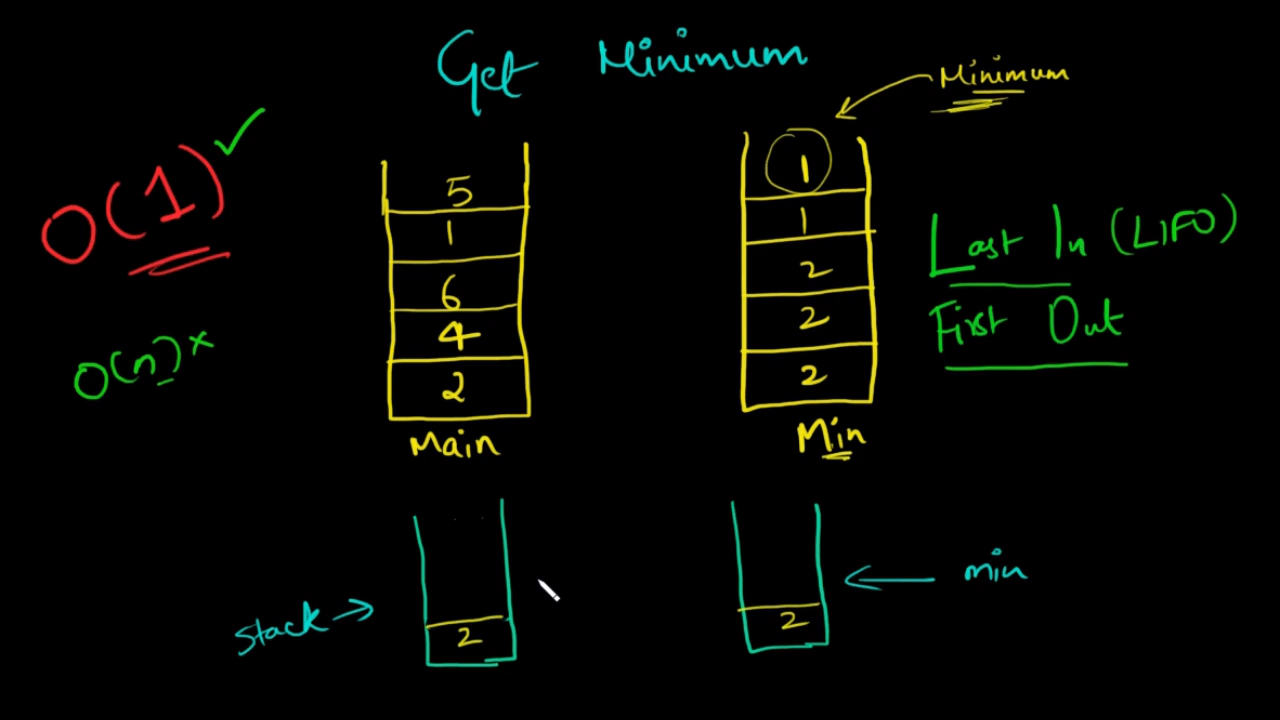 Get Minimum
Minimum
O(1)
O(n) x
5
1
6
4
2
Main
1
1
2
2
2
Min
Last In (LIFO)
First Out
stack →
2
2
← min